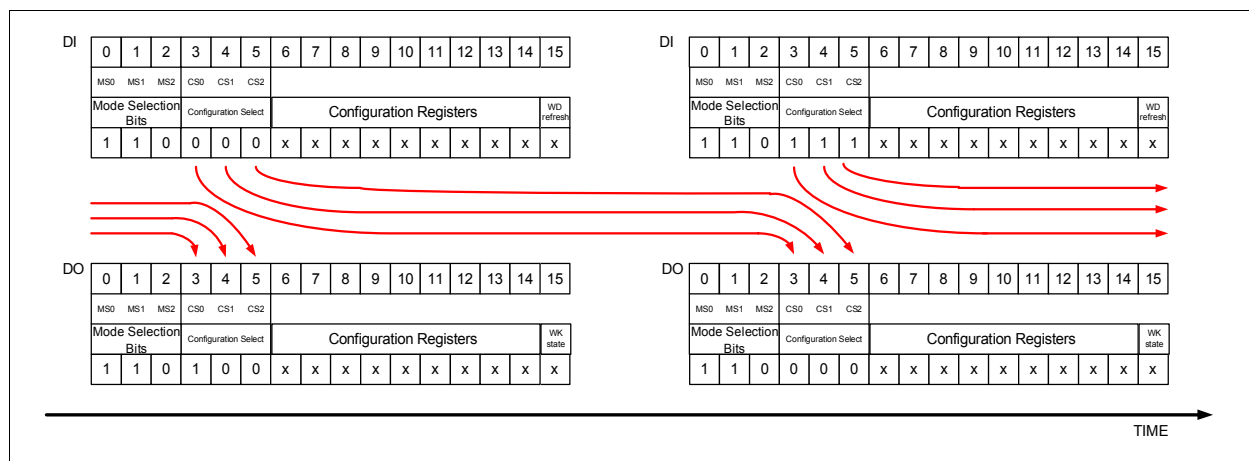 DI 0 1 2 3 4 5 6 7 8 9 10 11 12 13 14 15
MS0 MS1 MS2 CS0 CS1 CS2
Mode Selection Bits Configuration Select Configuration Registers WD refresh
1 1 0 0 0 0 x x x x x x x x x x
DI 0 1 2 3 4 5 6 7 8 9 10 11 12 13 14 15
MS0 MS1 MS2 CS0 CS1 CS2
Mode Selection Bits Configuration Select Configuration Registers WD refresh
1 1 0 1 1 1 x x x x x x x x x x
DO 0 1 2 3 4 5 6 7 8 9 10 11 12 13 14 15
MS0 MS1 MS2 CS0 CS1 CS2
Mode Selection Bits Configuration Select Configuration Registers WK state
1 1 0 1 0 0 x x x x x x x x x x
DO 0 1 2 3 4 5 6 7 8 9 10 11 12 13 14 15
MS0 MS1 MS2 CS0 CS1 CS2
Mode Selection Bits Configuration Select Configuration Registers WK state
1 1 0 0 0 0 x x x x x x x x x x
TIME